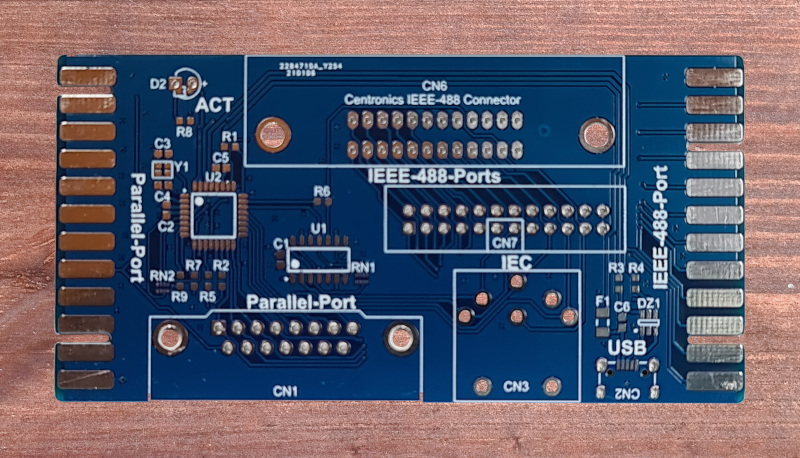 2284710A_Y254
210106
D2
+
ACT
CN6
Centronics IEEE-488 Connector
R8
R1
C3
Y1
C5
U2
C4
C2
Parallel-Port
IEEE-488-Ports
R6
U1
C1
RN1
CN7
IEC
IEEE-488-Port
R7
R2
RN2
R9
R5
Parallel-Port
R3
R4
F1
C6
DZ1
USB
CN1
CN3
CN2